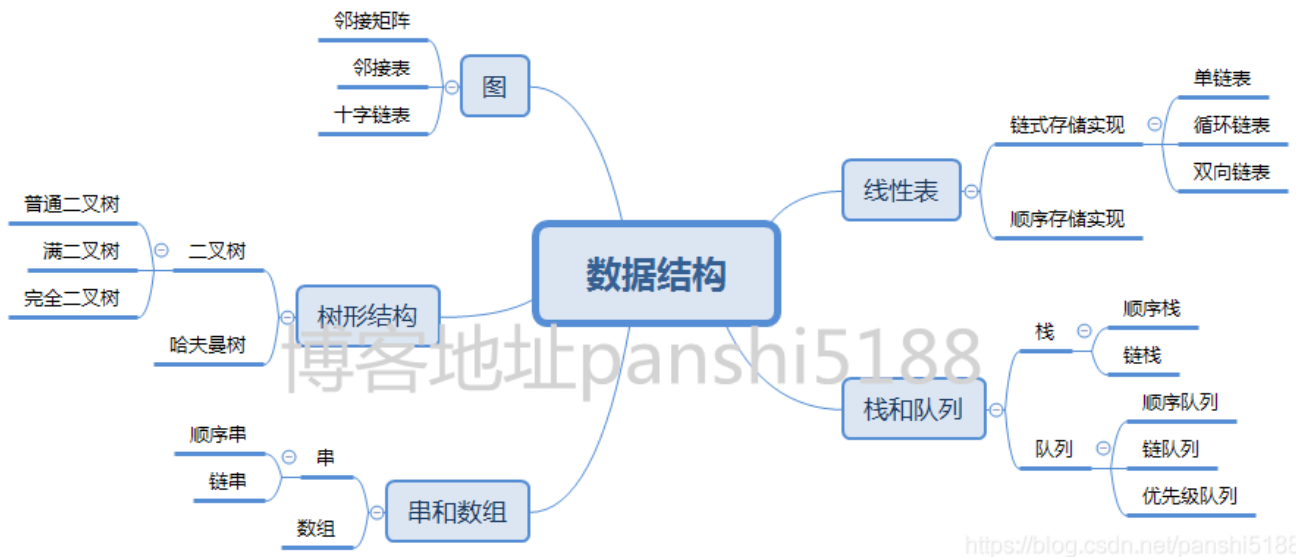 数据结构
图
邻接矩阵
邻接表
十字链表
树形结构
二叉树
普通二叉树
满二叉树
完全二叉树
哈夫曼树
串和数组
串
顺序串
链串
数组
线性表
链式存储实现
单链表
循环链表
双向链表
顺序存储实现
栈和队列
栈
顺序栈
链栈
队列
顺序队列
链队列
优先级队列
博客地址panshi5188
https://blog.csdn.net/panshi5188